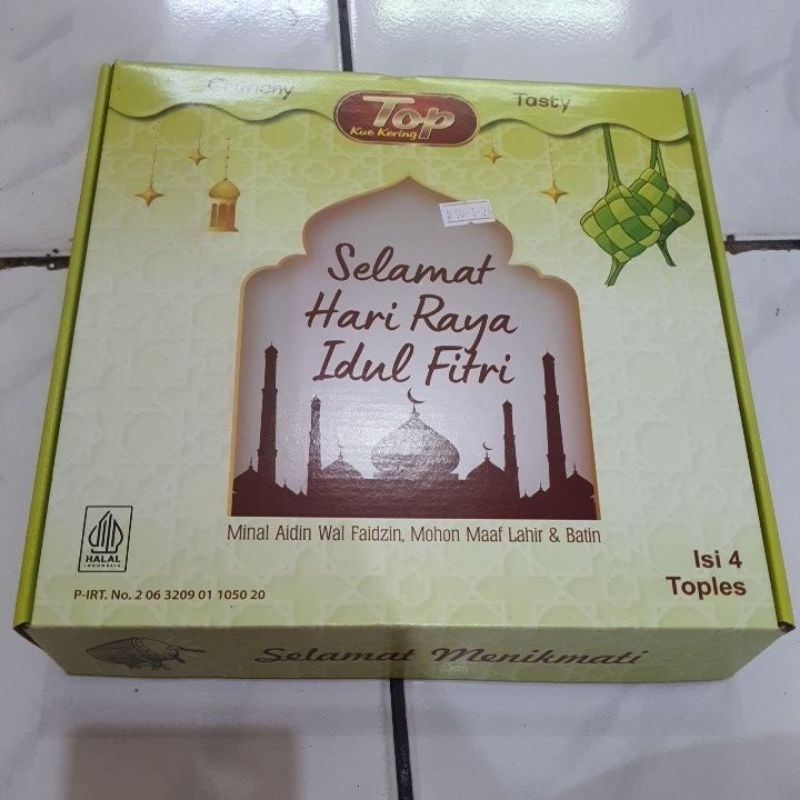 Crunchy
Tasty
Top
Kue Kering
Selamat
Hari Raya
Idul Fitri
Minal Aidin Wal Faidzin, Mohon Maaf Lahir & Batin
HALAL
INDONESIA
Isi 4
Toples
P-IRT. No. 2 06 3209 01 1050 20
Selamat Menikmati